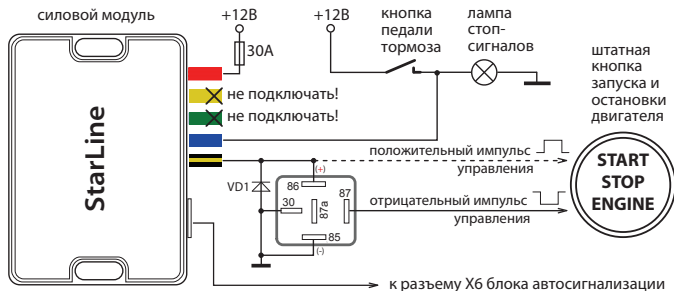 силовой модуль
+12В
30А
+12В
кнопка
педали
тормоза
лампа
стоп-
сигналов
штатная
кнопка
запуска и
остановки
двигателя
StarLine
не подключать!
не подключать!
положительный импульс
управления
(+)
VD1
86
87
30
87a
85
(-)
отрицательный импульс
управления
START
STOP
ENGINE
к разъему X6 блока автосигнализации